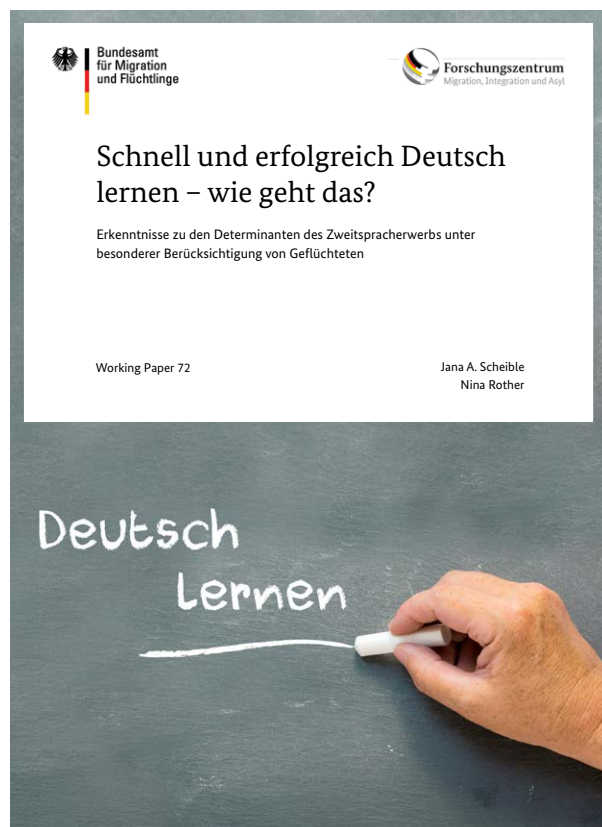 Bundesamt
für Migration
und Flüchtlinge
Forschungszentrum
Migration, Integration und Asyl
Schnell und erfolgreich Deutsch
lernen – wie geht das?
Erkenntnisse zu den Determinanten des Zweitspracherwerbs unter
besonderer Berücksichtigung von Geflüchteten
Working Paper 72
Jana A. Scheible
Nina Rother
Deutsch
Lernen